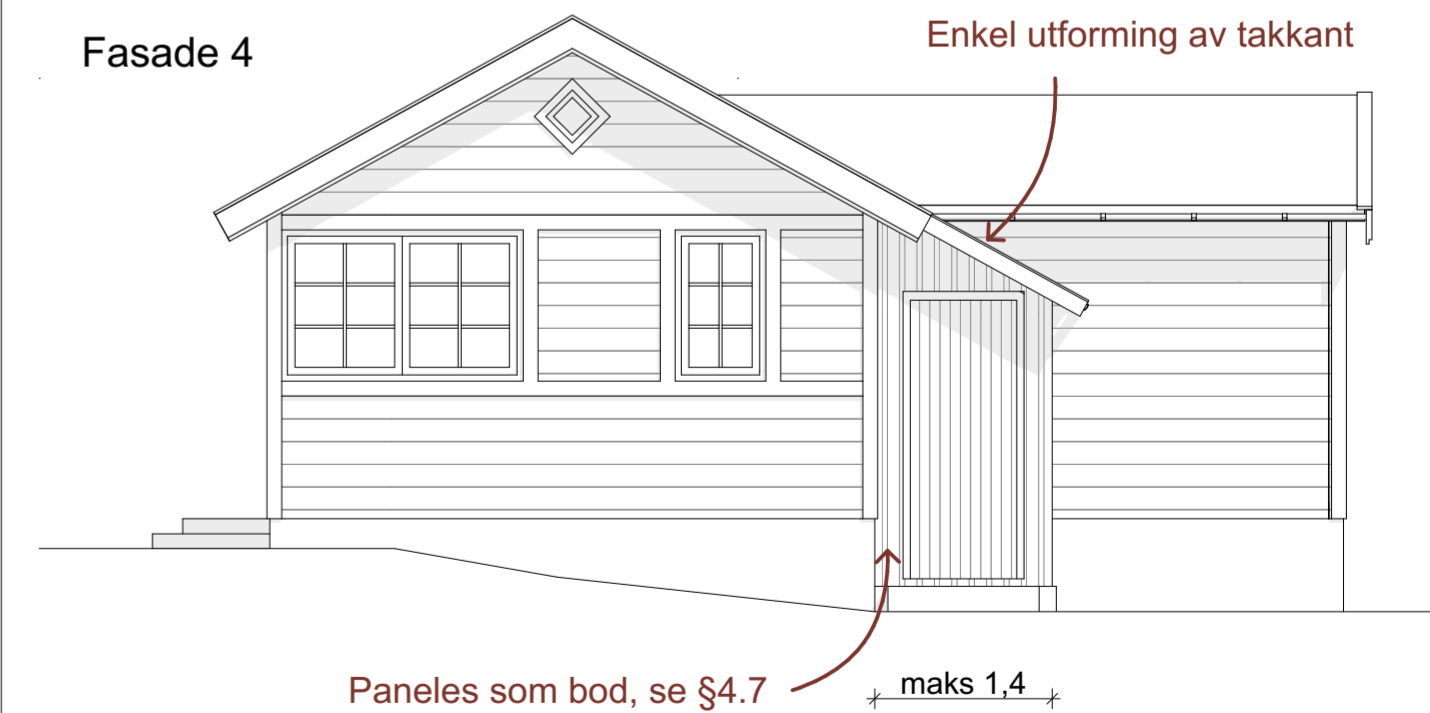 Fasade 4
Enkel utforming av takkant
Paneles som bod, se §4.7
maks 1,4